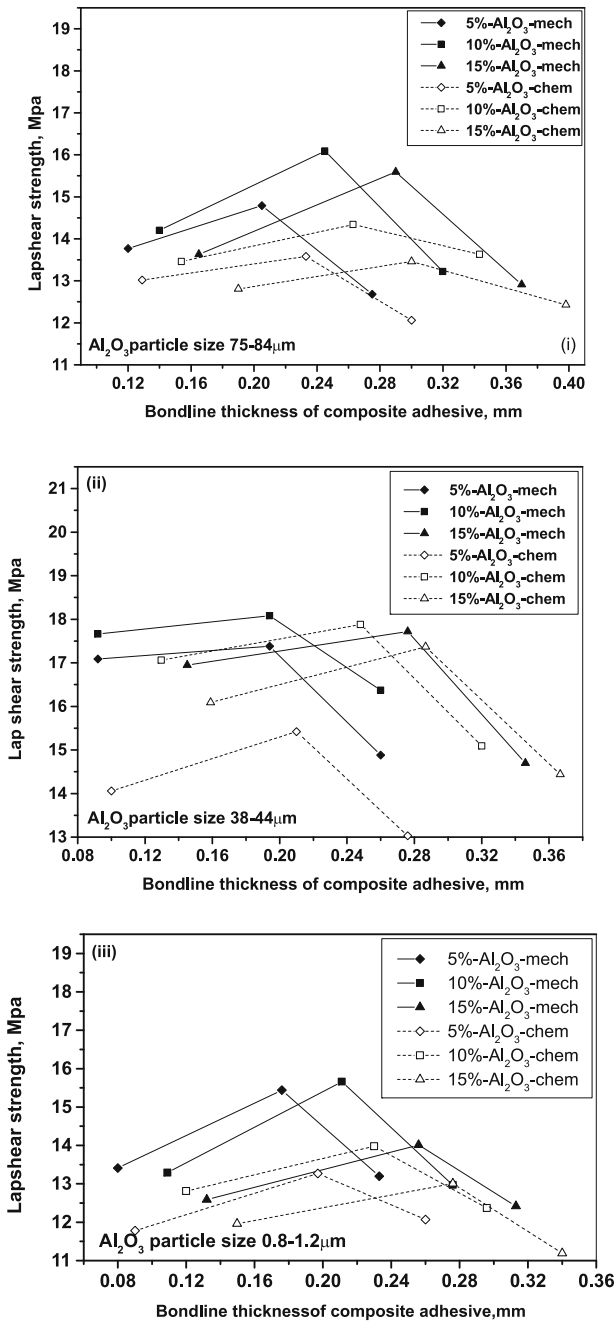 19
18
17
16
15
14
13
12
11
Lapshear strength, Mpa
5%-Al₂O₃-mech
10%-Al₂O₃-mech
15%-Al₂O₃-mech
5%-Al₂O₃-chem
10%-Al₂O₃-chem
15%-Al₂O₃-chem
Al₂O₃particle size 75-84μm
(i)
0.12 0.16 0.20 0.24 0.28 0.32 0.36 0.40
Bondline thickness of composite adhesive, mm
(ii)
21
20
19
18
17
16
15
14
13
Lap shear strength, Mpa
5%-Al₂O₃-mech
10%-Al₂O₃-mech
15%-Al₂O₃-mech
5%-Al₂O₃-chem
10%-Al₂O₃-chem
15%-Al₂O₃-chem
Al₂O₃particle size 38-44μm
0.08 0.12 0.16 0.20 0.24 0.28 0.32 0.36
Bondline thickness of composite adhesive, mm
(iii)
19
18
17
16
15
14
13
12
11
Lapshear strength, Mpa
5%-Al₂O₃-mech
10%-Al₂O₃-mech
15%-Al₂O₃-mech
5%-Al₂O₃-chem
10%-Al₂O₃-chem
15%-Al₂O₃-chem
Al₂O₃ particle size 0.8-1.2μm
0.08 0.12 0.16 0.20 0.24 0.28 0.32 0.36
Bondline thicknessof composite adhesive,mm